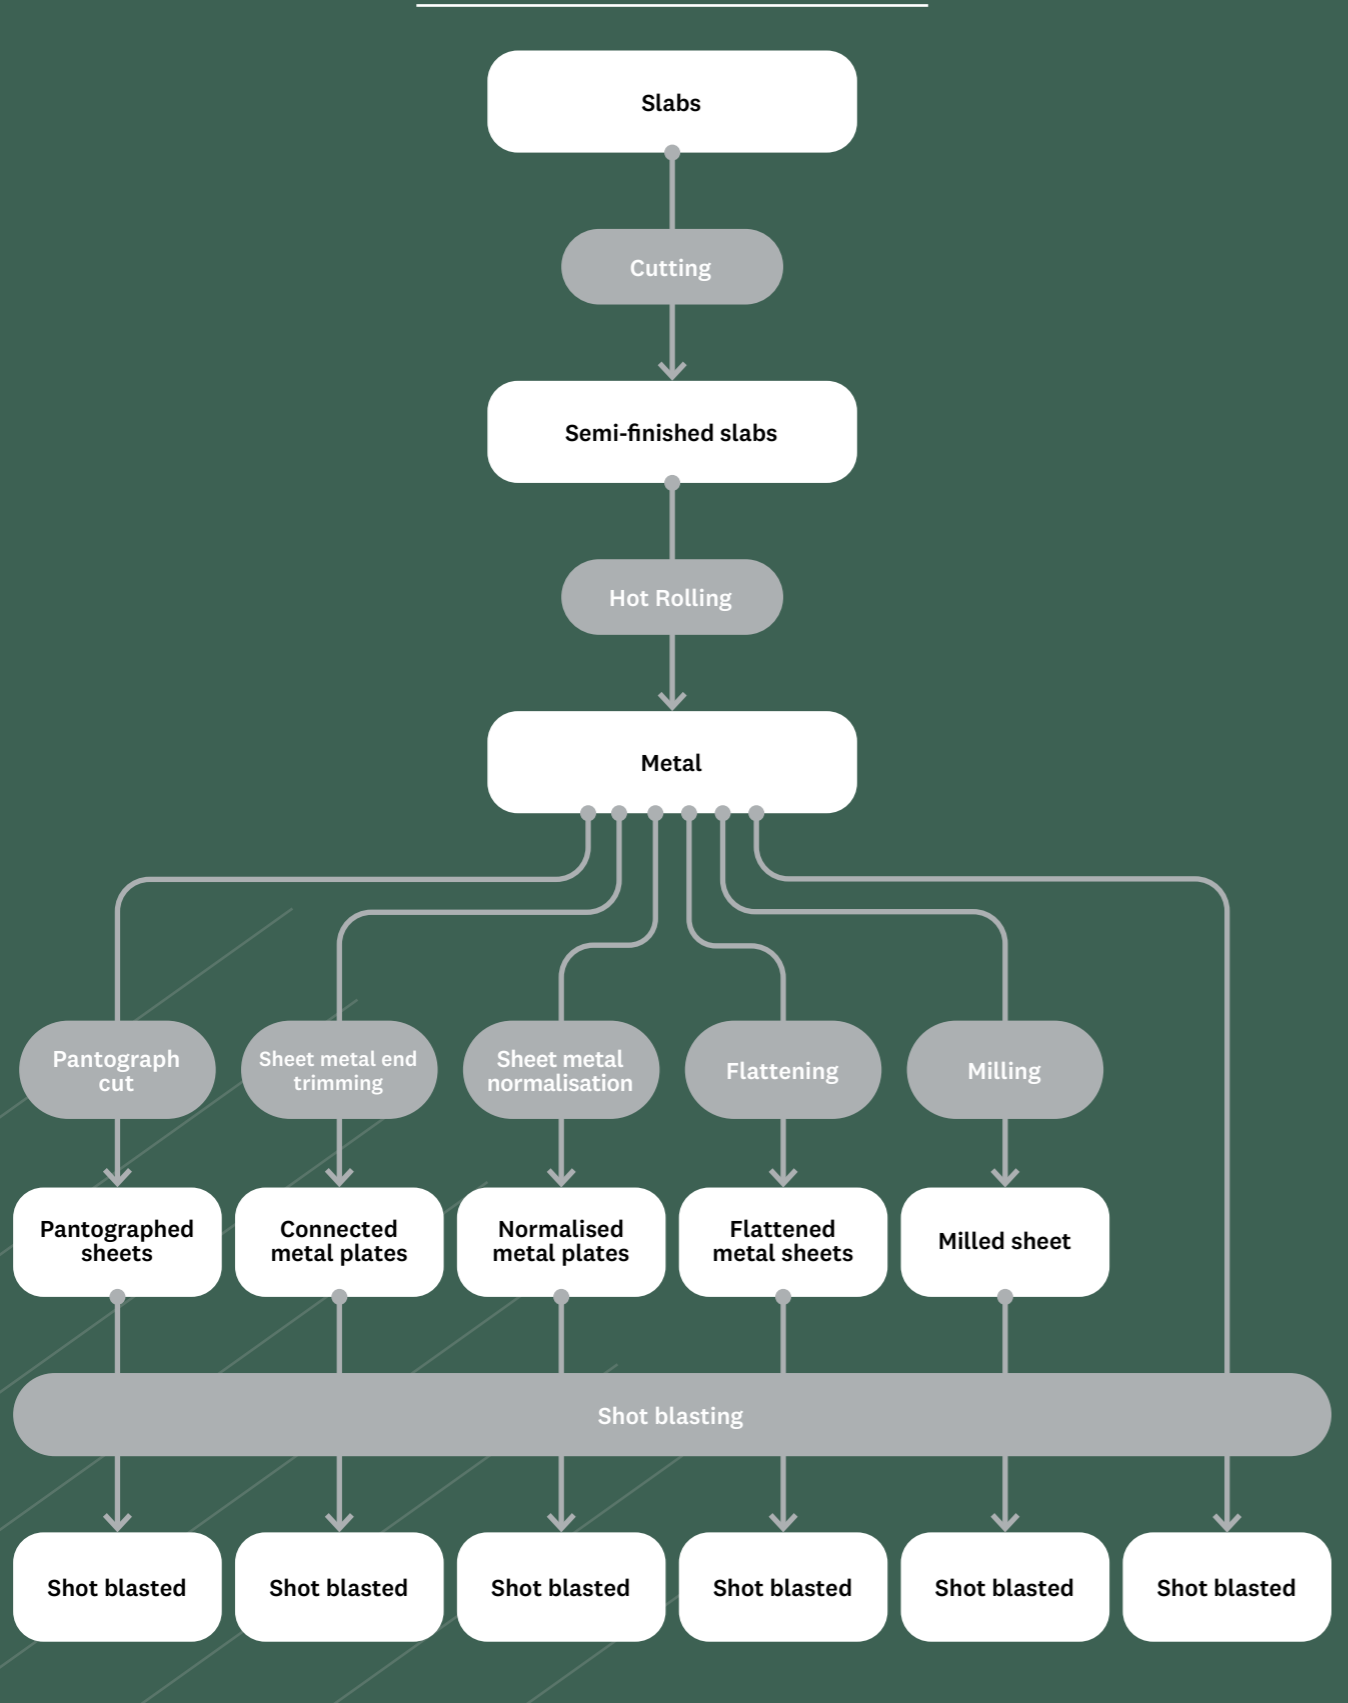 Slabs
Cutting
Semi-finished slabs
Hot Rolling
Metal
Pantograph
cut
Sheet metal end
trimming
Sheet metal
normalisation
Flattening
Milling
Pantographed
sheets
Connected
metal plates
Normalised
metal plates
Flattened
metal sheets
Milled sheet
Shot blasting
Shot blasted
Shot blasted
Shot blasted
Shot blasted
Shot blasted
Shot blasted